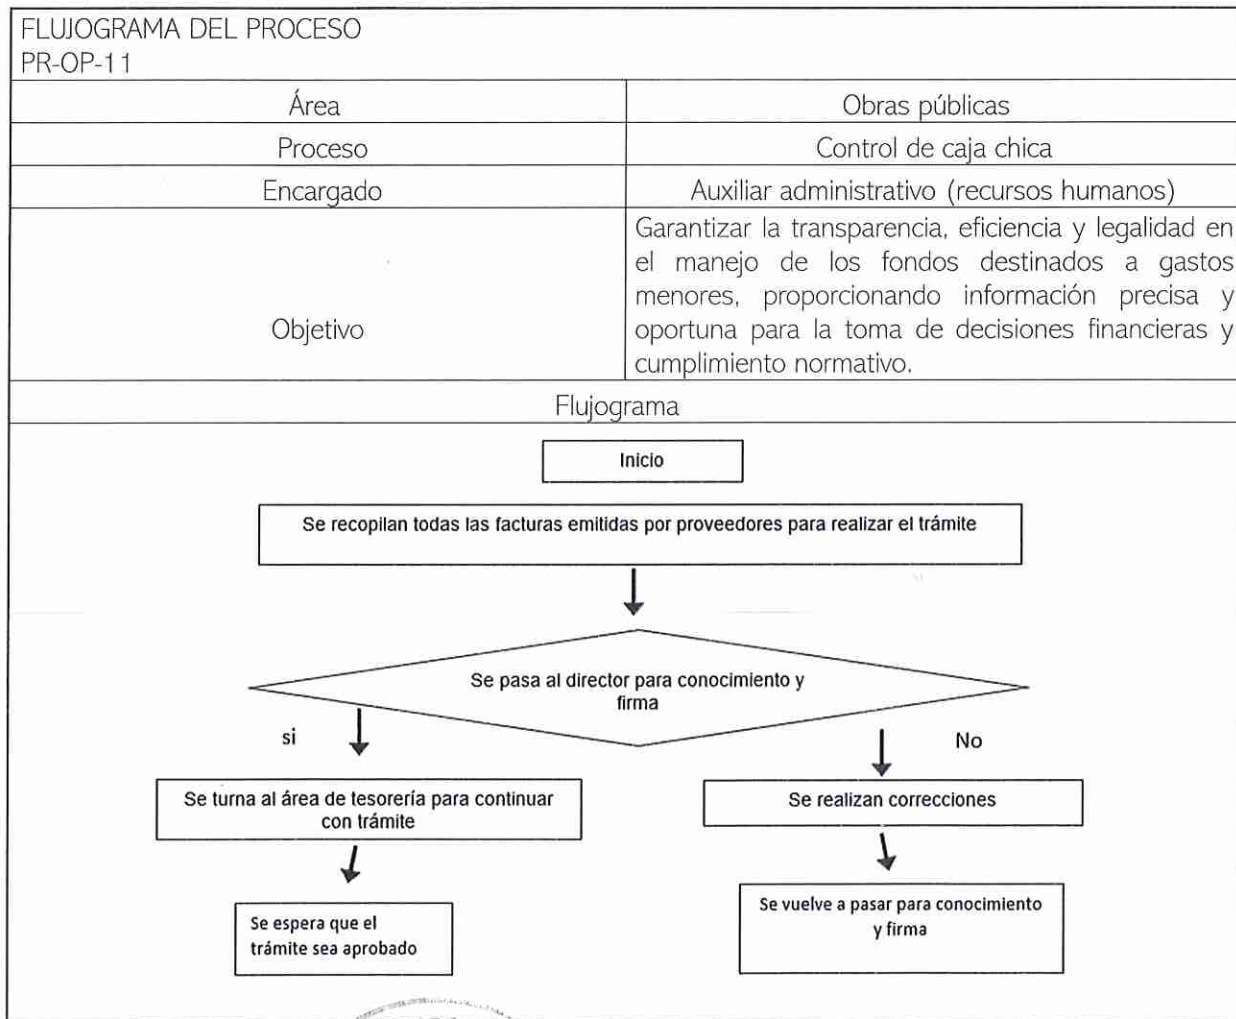 FLUJOGRAMA DEL PROCESO
PR-OP-11
Área
Obras públicas
Proceso
Control de caja chica
Encargado
Auxiliar administrativo (recursos humanos)
Objetivo
Garantizar la transparencia, eficiencia y legalidad en
el manejo de los fondos destinados a gastos
menores, proporcionando información precisa y
oportuna para la toma de decisiones financieras y
cumplimiento normativo.
Flujograma
Inicio
Se recopilan todas las facturas emitidas por proveedores para realizar el trámite
Se pasa al director para conocimiento y
firma
si
No
Se turna al área de tesorería para continuar
con trámite
Se realizan correcciones
Se espera que el
trámite sea aprobado
Se vuelve a pasar para conocimiento
y firma